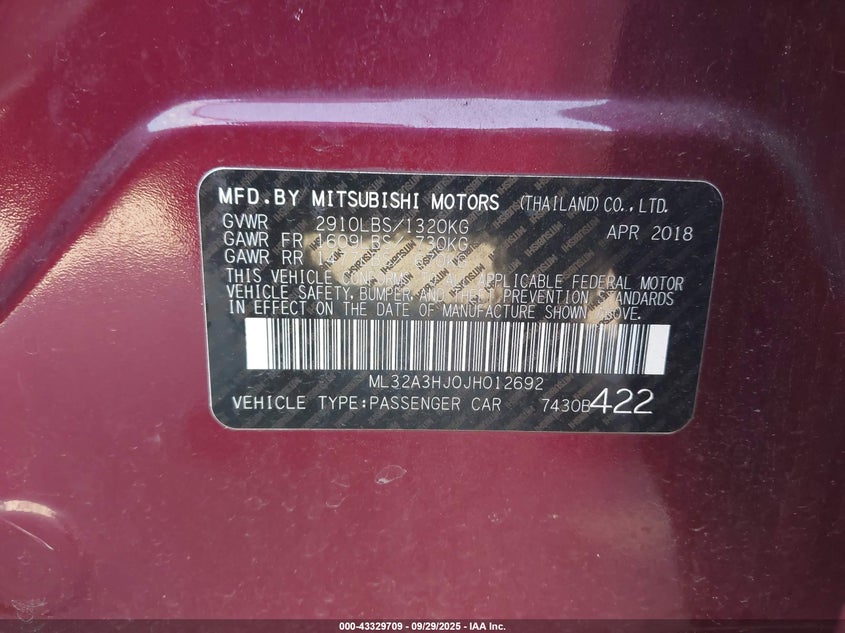 MFD.BY MITSUBISHI MOTORS (THAILAND) CO.,LTD.
GVWR 2910LBS/1320KG APR 2018
GAWR FR 1609LBS/730KG
GAWR RR
THIS VEHICLE CONFORMS TO ALL APPLICABLE FEDERAL MOTOR
VEHICLE SAFETY, BUMPER, AND THEFT PREVENTION STANDARDS
IN EFFECT ON THE DATE OF MANUFACTURE SHOWN ABOVE.
ML32A3HJ0JH012692
VEHICLE TYPE:PASSENGER CAR 7430B422
000-43329709 - 09/29/2025 - IAA Inc.